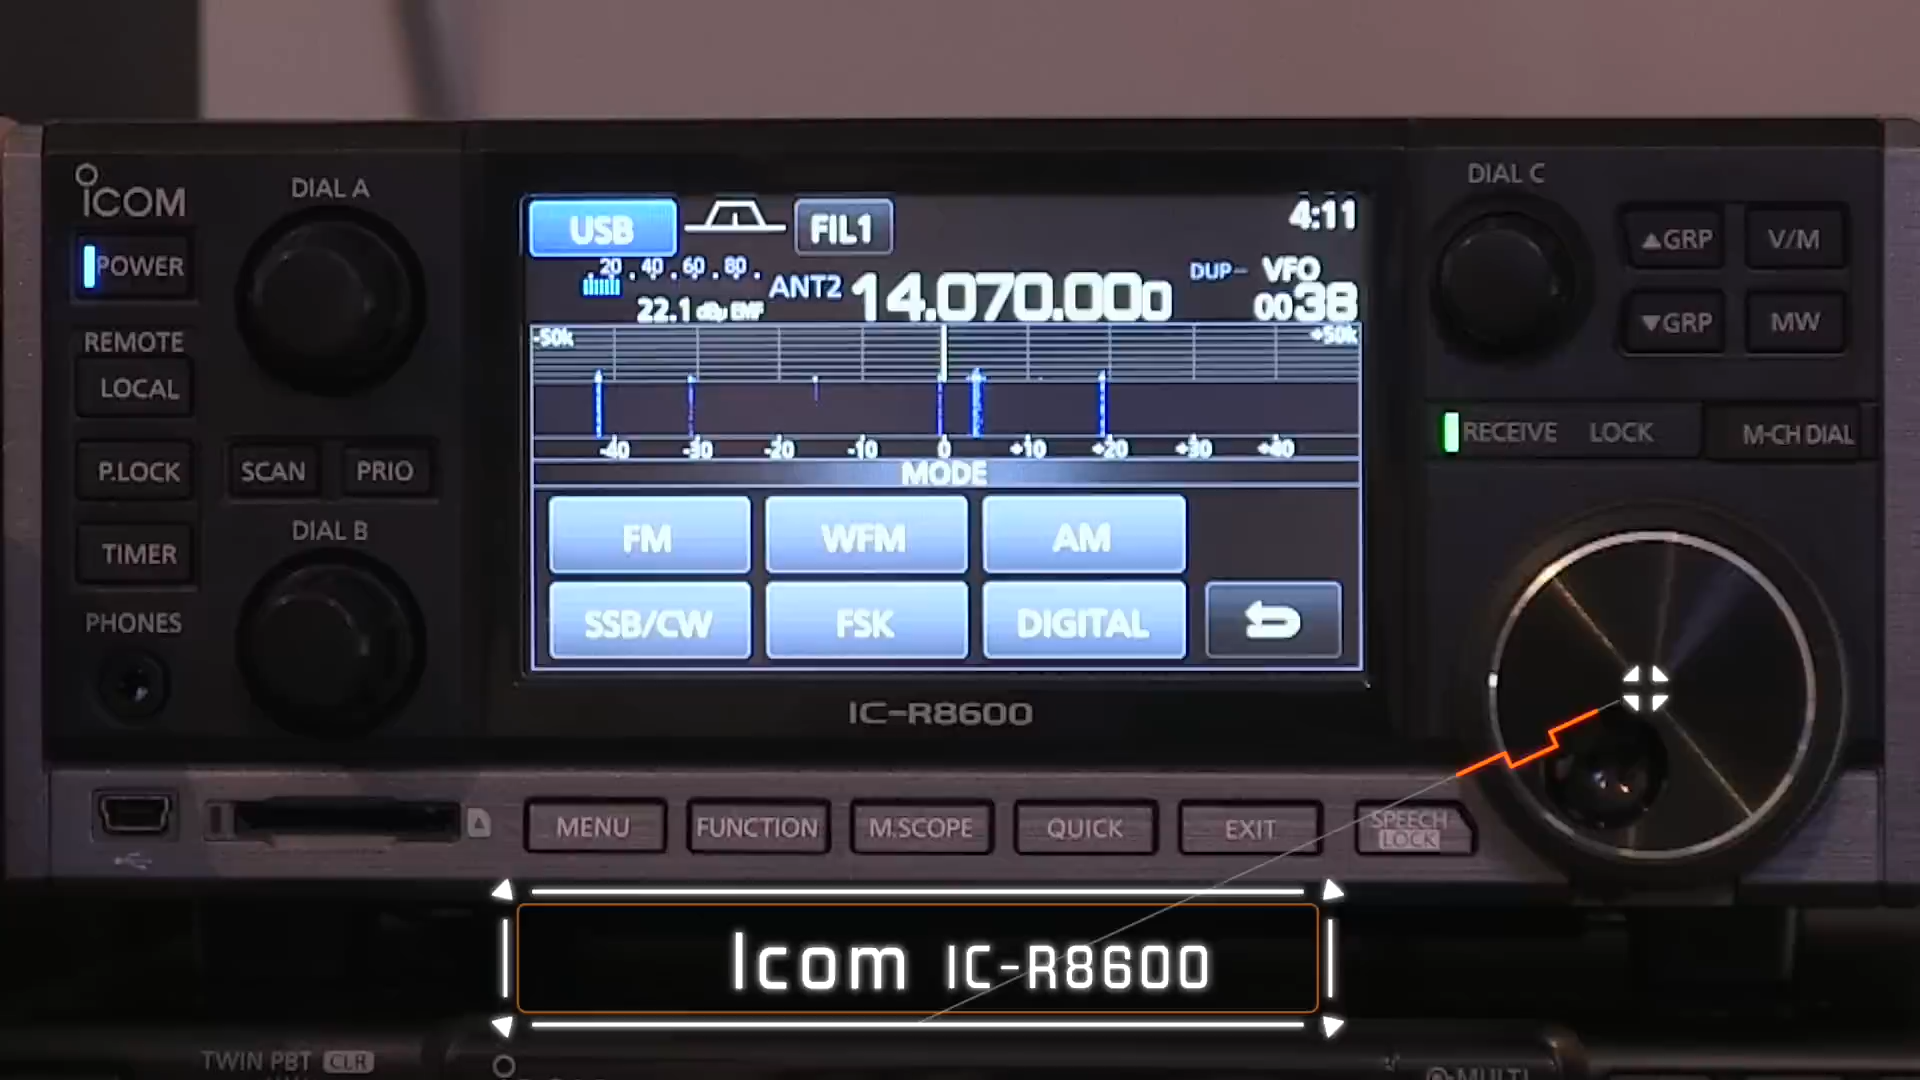 ICOM
DIAL A
POWER
REMOTE
LOCAL
P.LOCK
SCAN
PRIO
TIMER
DIAL B
PHONES
USB
FIL1
4:11
20 . 40 . 60 . 80 .
22.1 dBμ EMF
ANT2
14.070.000
DUP-
VFO
0038
-50k
+50k
-40 -30 -20 -10 0 +10 +20 +30 +40
MODE
FM
WFM
AM
SSB/CW
FSK
DIGITAL
IC-R8600
DIAL C
▲GRP
V/M
▼GRP
MW
RECEIVE
LOCK
M-CH DIAL
MENU
FUNCTION
M.SCOPE
QUICK
EXIT
SPEECH
LOCK
Icom IC-R8600
TWIN PBT CLR
MULTI